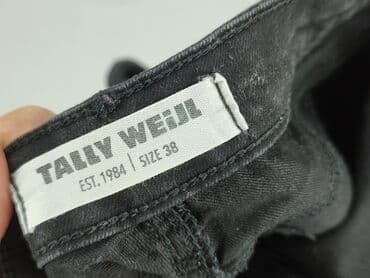 TALLY WEiJL
EST. 1984 | SIZE 38